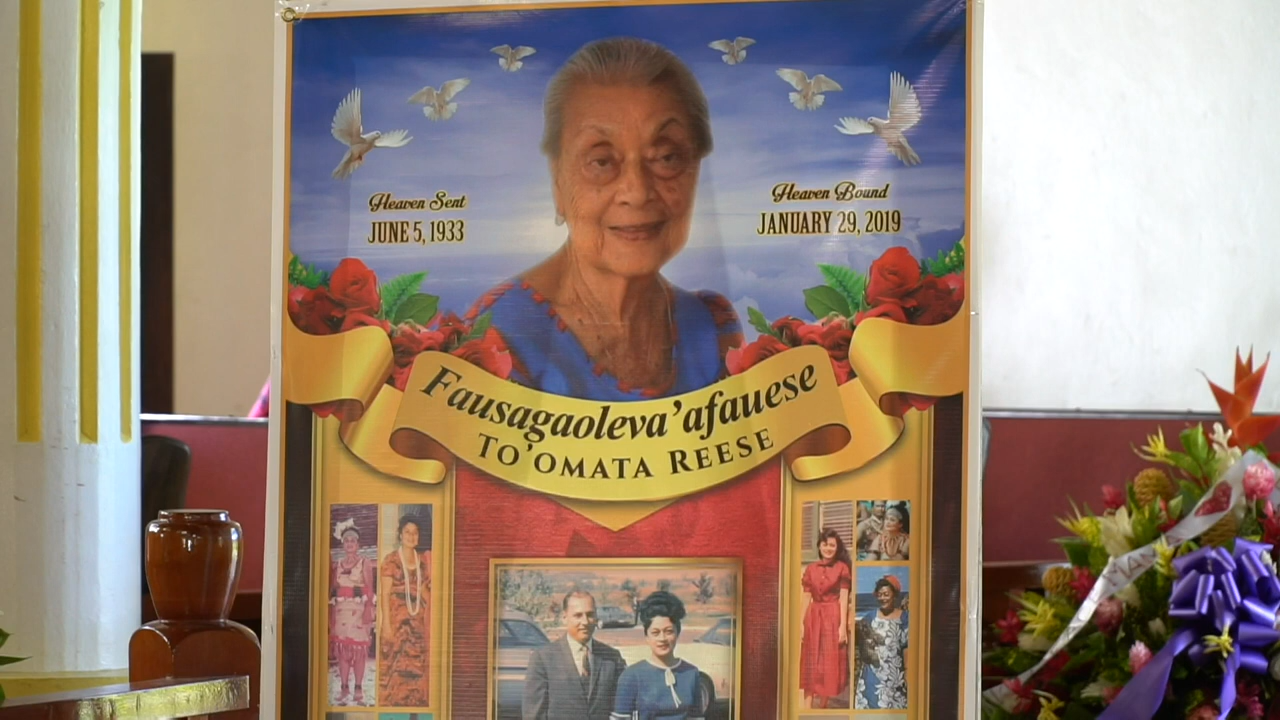 Heaven Sent
JUNE 5, 1933
Heaven Bound
JANUARY 29, 2019
Fausagaoleva'afauese
TO'OMATA REESE